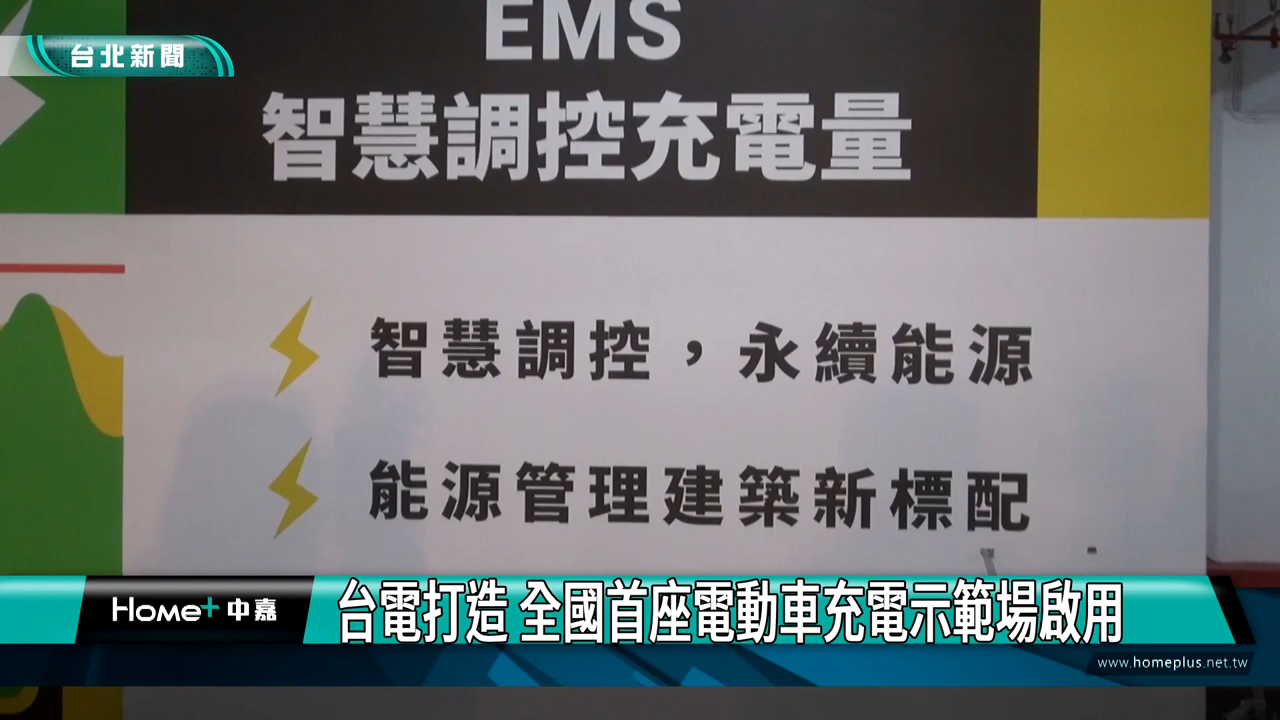 台北新聞
EMS
智慧調控充電量
智慧調控，永續能源
能源管理建築新標配
Home+中嘉
台電打造 全國首座電動車充電示範場啟用
www.homeplus.net.tw